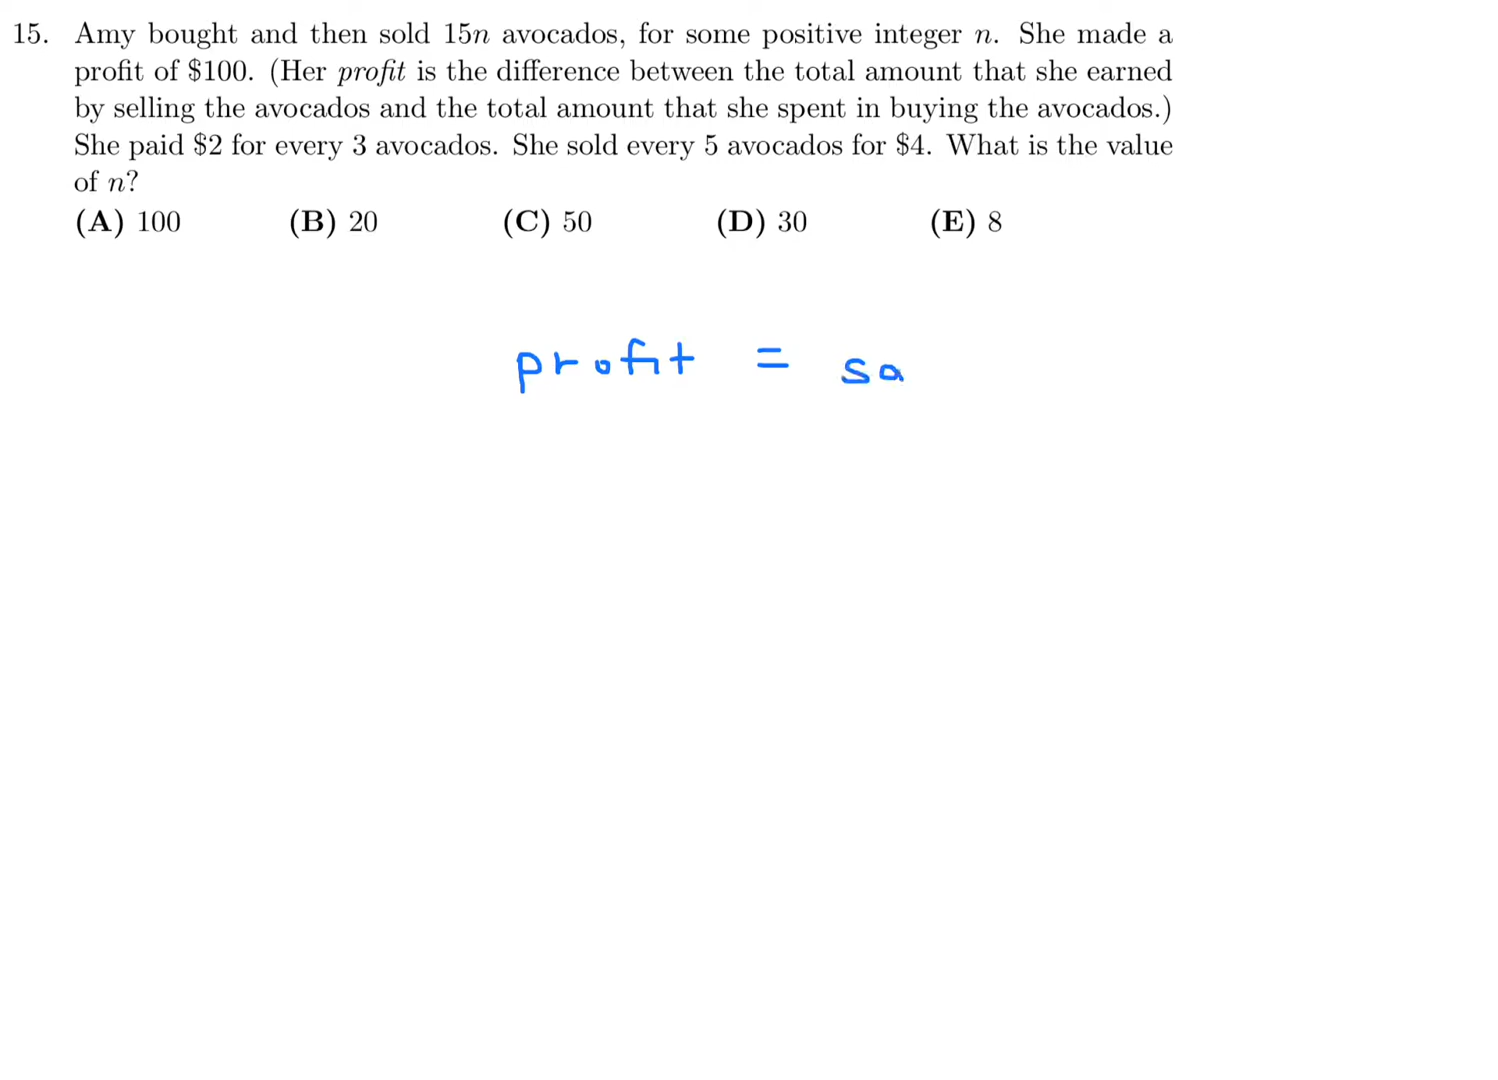 15. Amy bought and then sold 15n avocados, for some positive integer n. She made a
profit of $100. (Her profit is the difference between the total amount that she earned
by selling the avocados and the total amount that she spent in buying the avocados.)
She paid $2 for every 3 avocados. She sold every 5 avocados for $4. What is the value
of n?
(A) 100 (B) 20 (C) 50 (D) 30 (E) 8
profit = sa